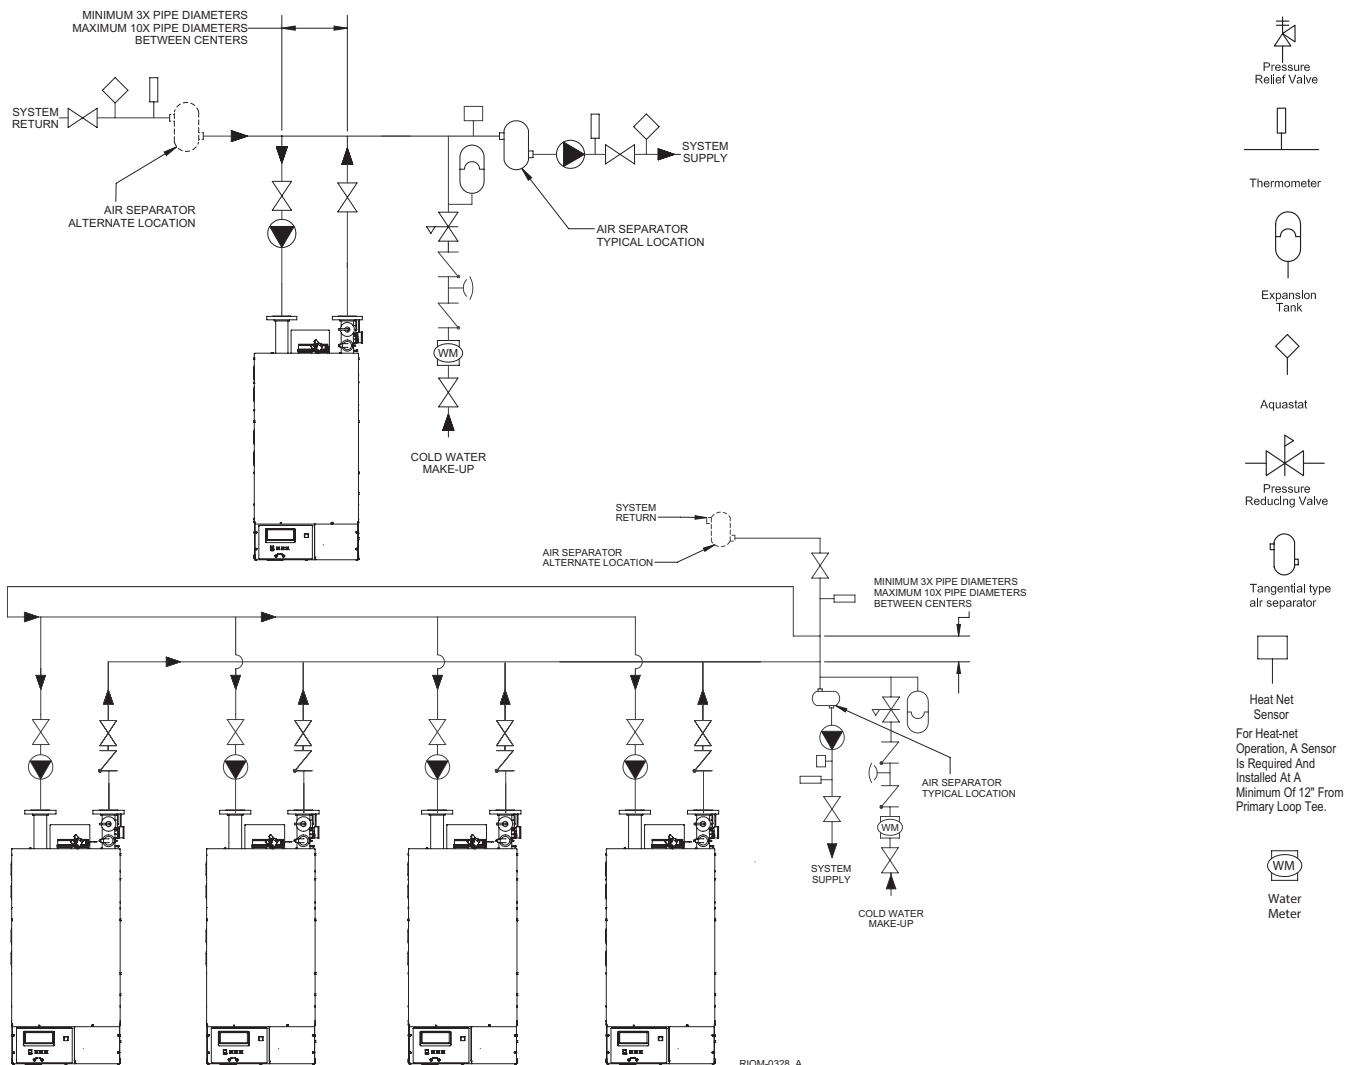 MINIMUM 3X PIPE DIAMETERS
MAXIMUM 10X PIPE DIAMETERS
BETWEEN CENTERS
SYSTEM
RETURN
AIR SEPARATOR
ALTERNATE LOCATION
SYSTEM
SUPPLY
AIR SEPARATOR
TYPICAL LOCATION
WM
COLD WATER
MAKE-UP
SYSTEM
RETURN
AIR SEPARATOR
ALTERNATE LOCATION
MINIMUM 3X PIPE DIAMETERS
MAXIMUM 10X PIPE DIAMETERS
BETWEEN CENTERS
AIR SEPARATOR
TYPICAL LOCATION
WM
SYSTEM
SUPPLY
COLD WATER
MAKE-UP
RIOM-0328_A
Pressure
Relief Valve
Thermometer
Expansion
Tank
Aquastat
Pressure
Reducing Valve
Tangential type
air separator
Heat Net
Sensor
For Heat-net
Operation, A Sensor
Is Required And
Installed At A
Minimum Of 12" From
Primary Loop Tee.
WM
Water
Meter